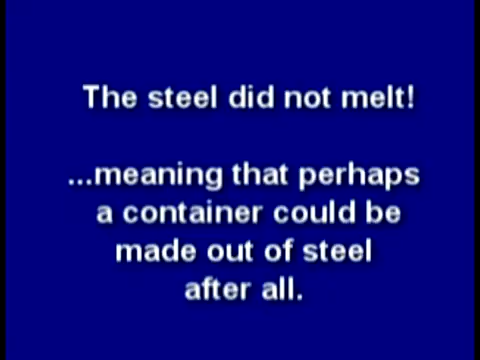 The steel did not melt!
...meaning that perhaps
a container could be
made out of steel
after all.